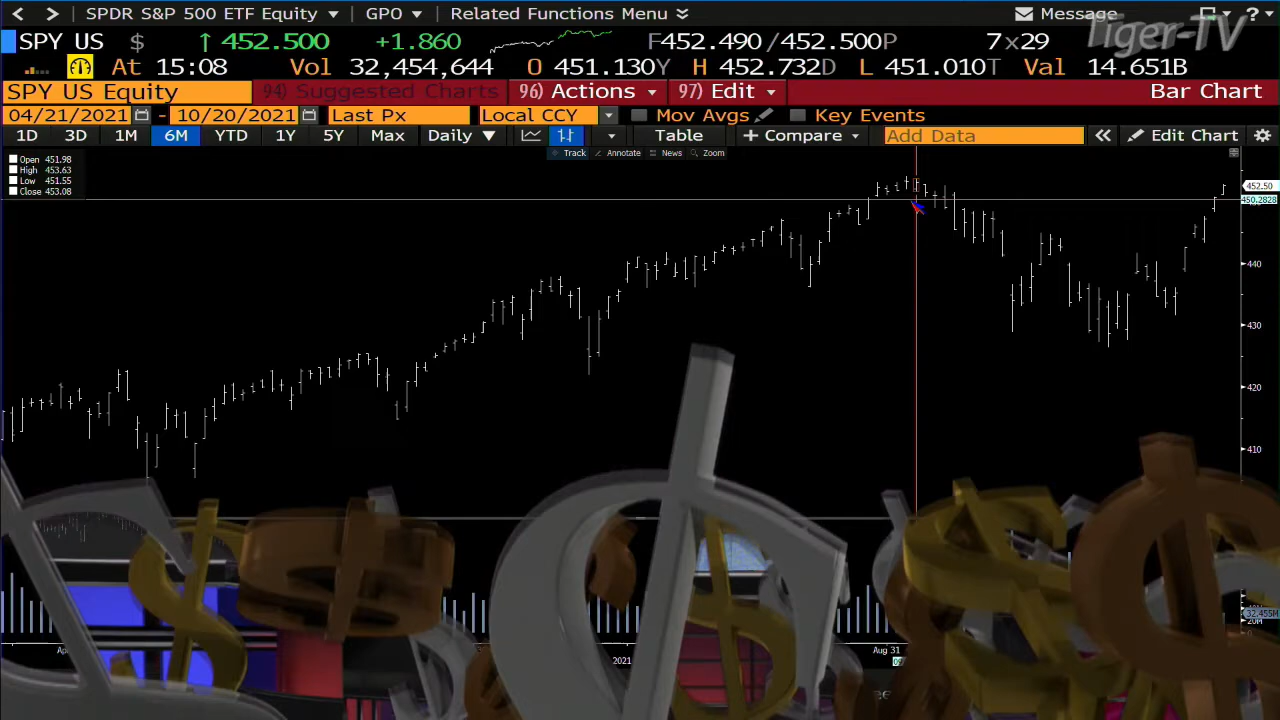 SPDR S&P 500 ETF Equity GPO Related Functions Menu Message ?
Tiger-TV
SPY US $ ↑ 452.500 +1.860 F452.490 / 452.500P 7x29
At 15:08 Vol 32,454,644 O 451.130Y H 452.732D L 451.010T Val 14.651B
SPY US Equity 94) Suggested Charts 96) Actions 97) Edit Bar Chart
04/21/2021 - 10/20/2021 Last Px Local CCY Mov Avgs Key Events
1D 3D 1M 6M YTD 1Y 5Y Max Daily Table + Compare Add Data Edit Chart
Track Annotate News Zoom
Open 451.98
High 453.63
Low 451.55
Close 453.08
452.50
450.2828
440
430
420
410
32.455M
20M
2021
Aug 31